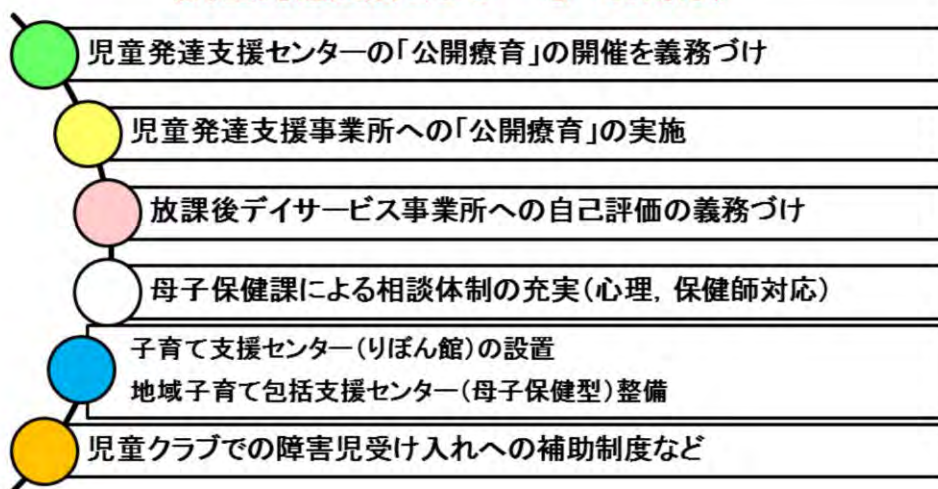 児童発達支援センターの「公開療育」の開催を義務づけ
児童発達支援事業所への「公開療育」の実施
放課後デイサービス事業所への自己評価の義務づけ
母子保健課による相談体制の充実(心理, 保健師対応)
子育て支援センター(りぼん館)の設置
地域子育て包括支援センター(母子保健型)整備
児童クラブでの障害児受け入れへの補助制度など